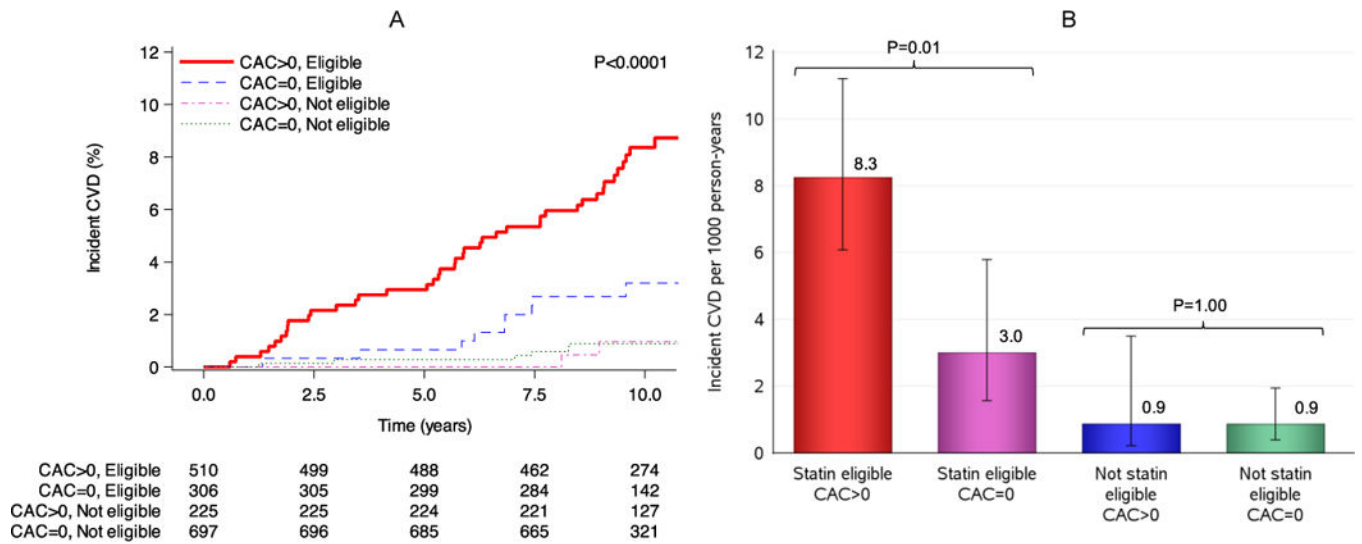 A
12
10
8
6
4
2
0
Incident CVD (%)
CAC>0, Eligible
CAC=0, Eligible
CAC>0, Not eligible
CAC=0, Not eligible
P<0.0001
0.0 2.5 5.0 7.5 10.0
Time (years)
CAC>0, Eligible 510 499 488 462 274
CAC=0, Eligible 306 305 299 284 142
CAC>0, Not eligible 225 225 224 221 127
CAC=0, Not eligible 697 696 685 665 321
B
12
10
8
6
4
2
0
Incident CVD per 1000 person-years
P=0.01
8.3
3.0
P=1.00
0.9
0.9
Statin eligible
CAC>0
Statin eligible
CAC=0
Not statin
eligible
CAC>0
Not statin
eligible
CAC=0